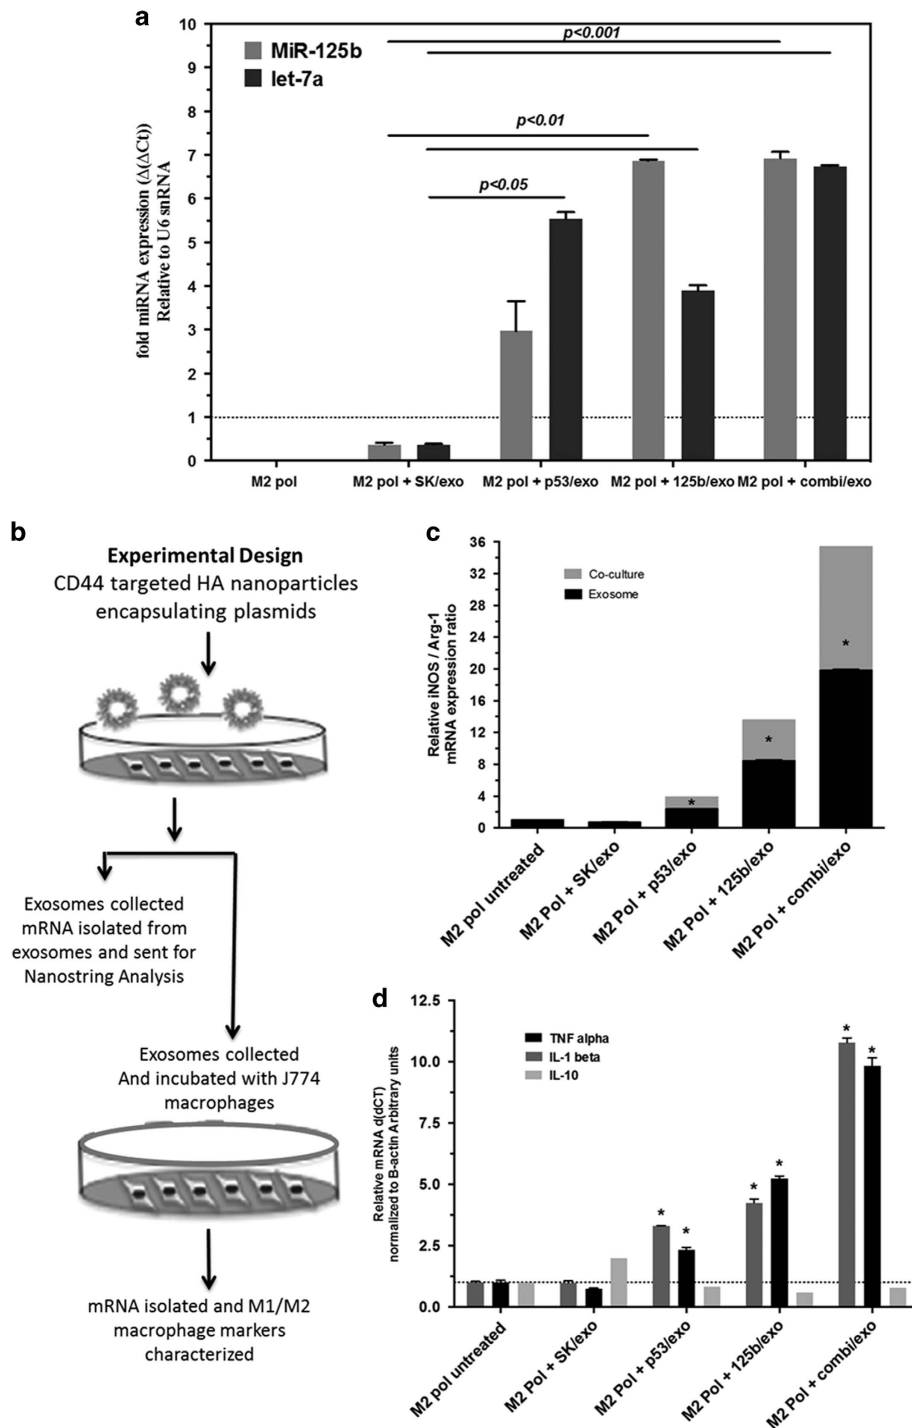 a
10
9
8
7
6
5
4
3
2
1
0
fold miRNA expression (Δ(ΔCt))
Relative to U6 snRNA
MiR-125b
let-7a
p<0.001
p<0.01
p<0.05
M2 pol
M2 Pol + SK/exo
M2 pol + p53/exo
M2 pol + 125b/exo
M2 pol + combi/exo
b
Experimental Design
CD44 targeted HA nanoparticles
encapsulating plasmids
Exosomes collected
mRNA isolated from
exosomes and sent for
Nanostring Analysis
Exosomes collected
And incubated with J774
macrophages
mRNA isolated and M1/M2
macrophage markers
characterized
c
36
32
28
24
20
16
12
8
4
0
Relative iNOS / Arg-1
mRNA expression ratio
Co-culture
Exosome
*
*
*
M2 pol untreated
M2 Pol + SK/exo
M2 Pol + p53/exo
M2 Pol + 125b/exo
M2 Pol + combi/exo
d
12.5
10.0
7.5
5.0
2.5
0.0
Relative mRNA d(dCT)
normalized to B-actin Arbitrary units
TNF alpha
IL-1 beta
IL-10
* *
* *
* *
M2 pol untreated
M2 Pol + SK/exo
M2 Pol + p53/exo
M2 Pol + 125b/exo
M2 Pol + combi/exo